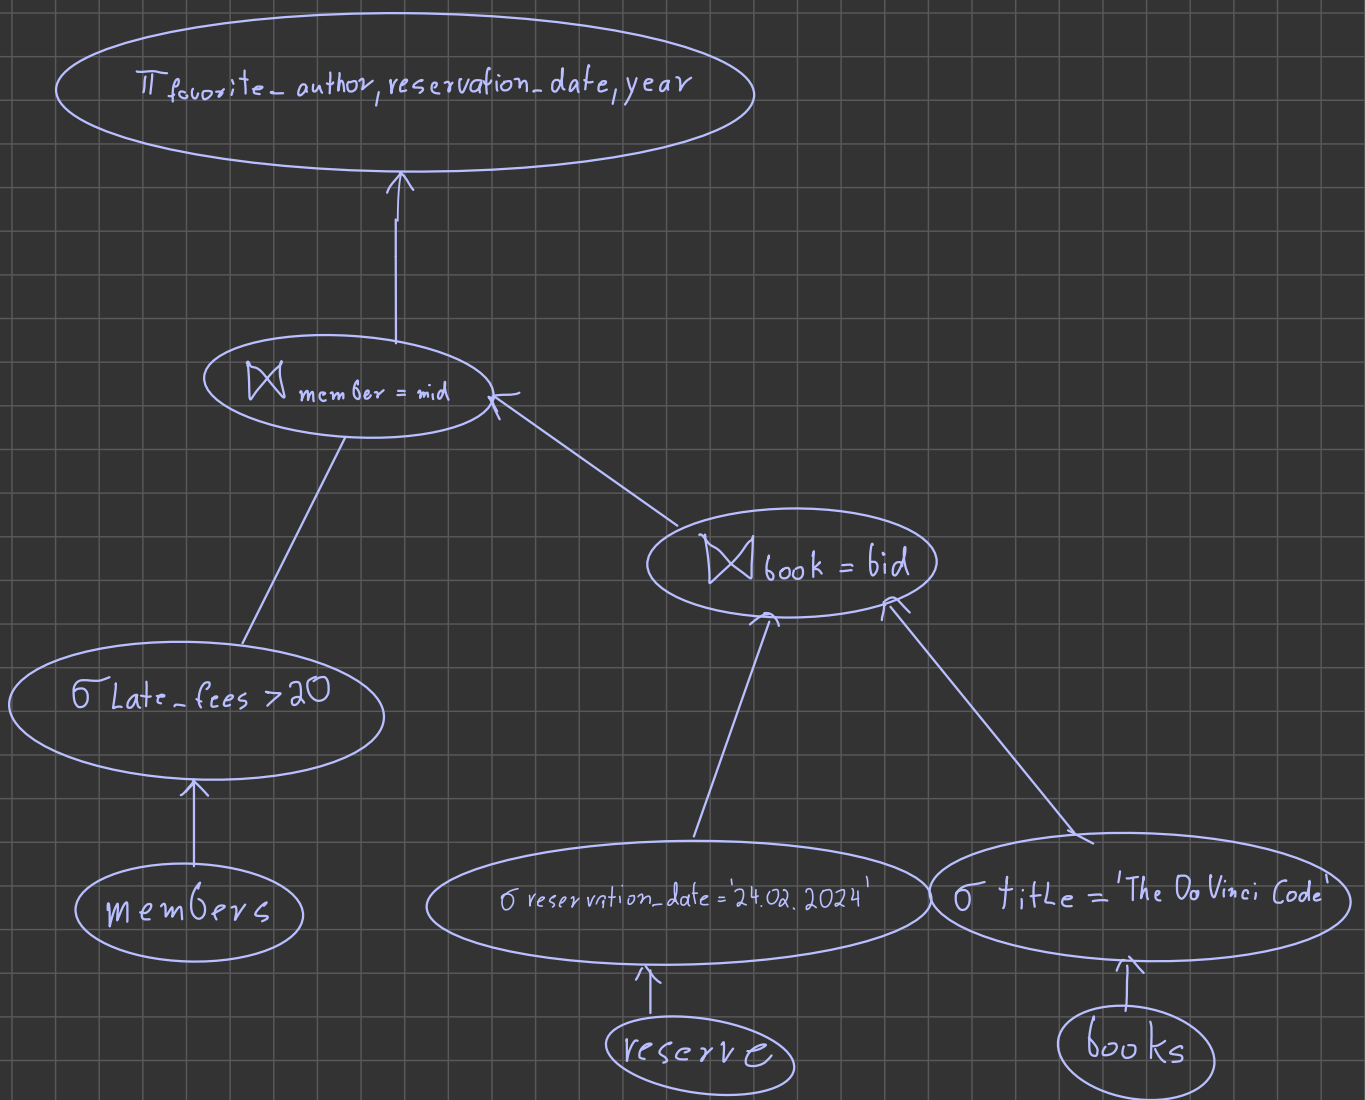 π favorite_author, reservation_date, year
⋈ member = mid
⋈ book = bid
σ Late_fees > 20
σ reservation_date = '24.02.2024'
σ title = 'The Da Vinci Code'
members
reserve
books